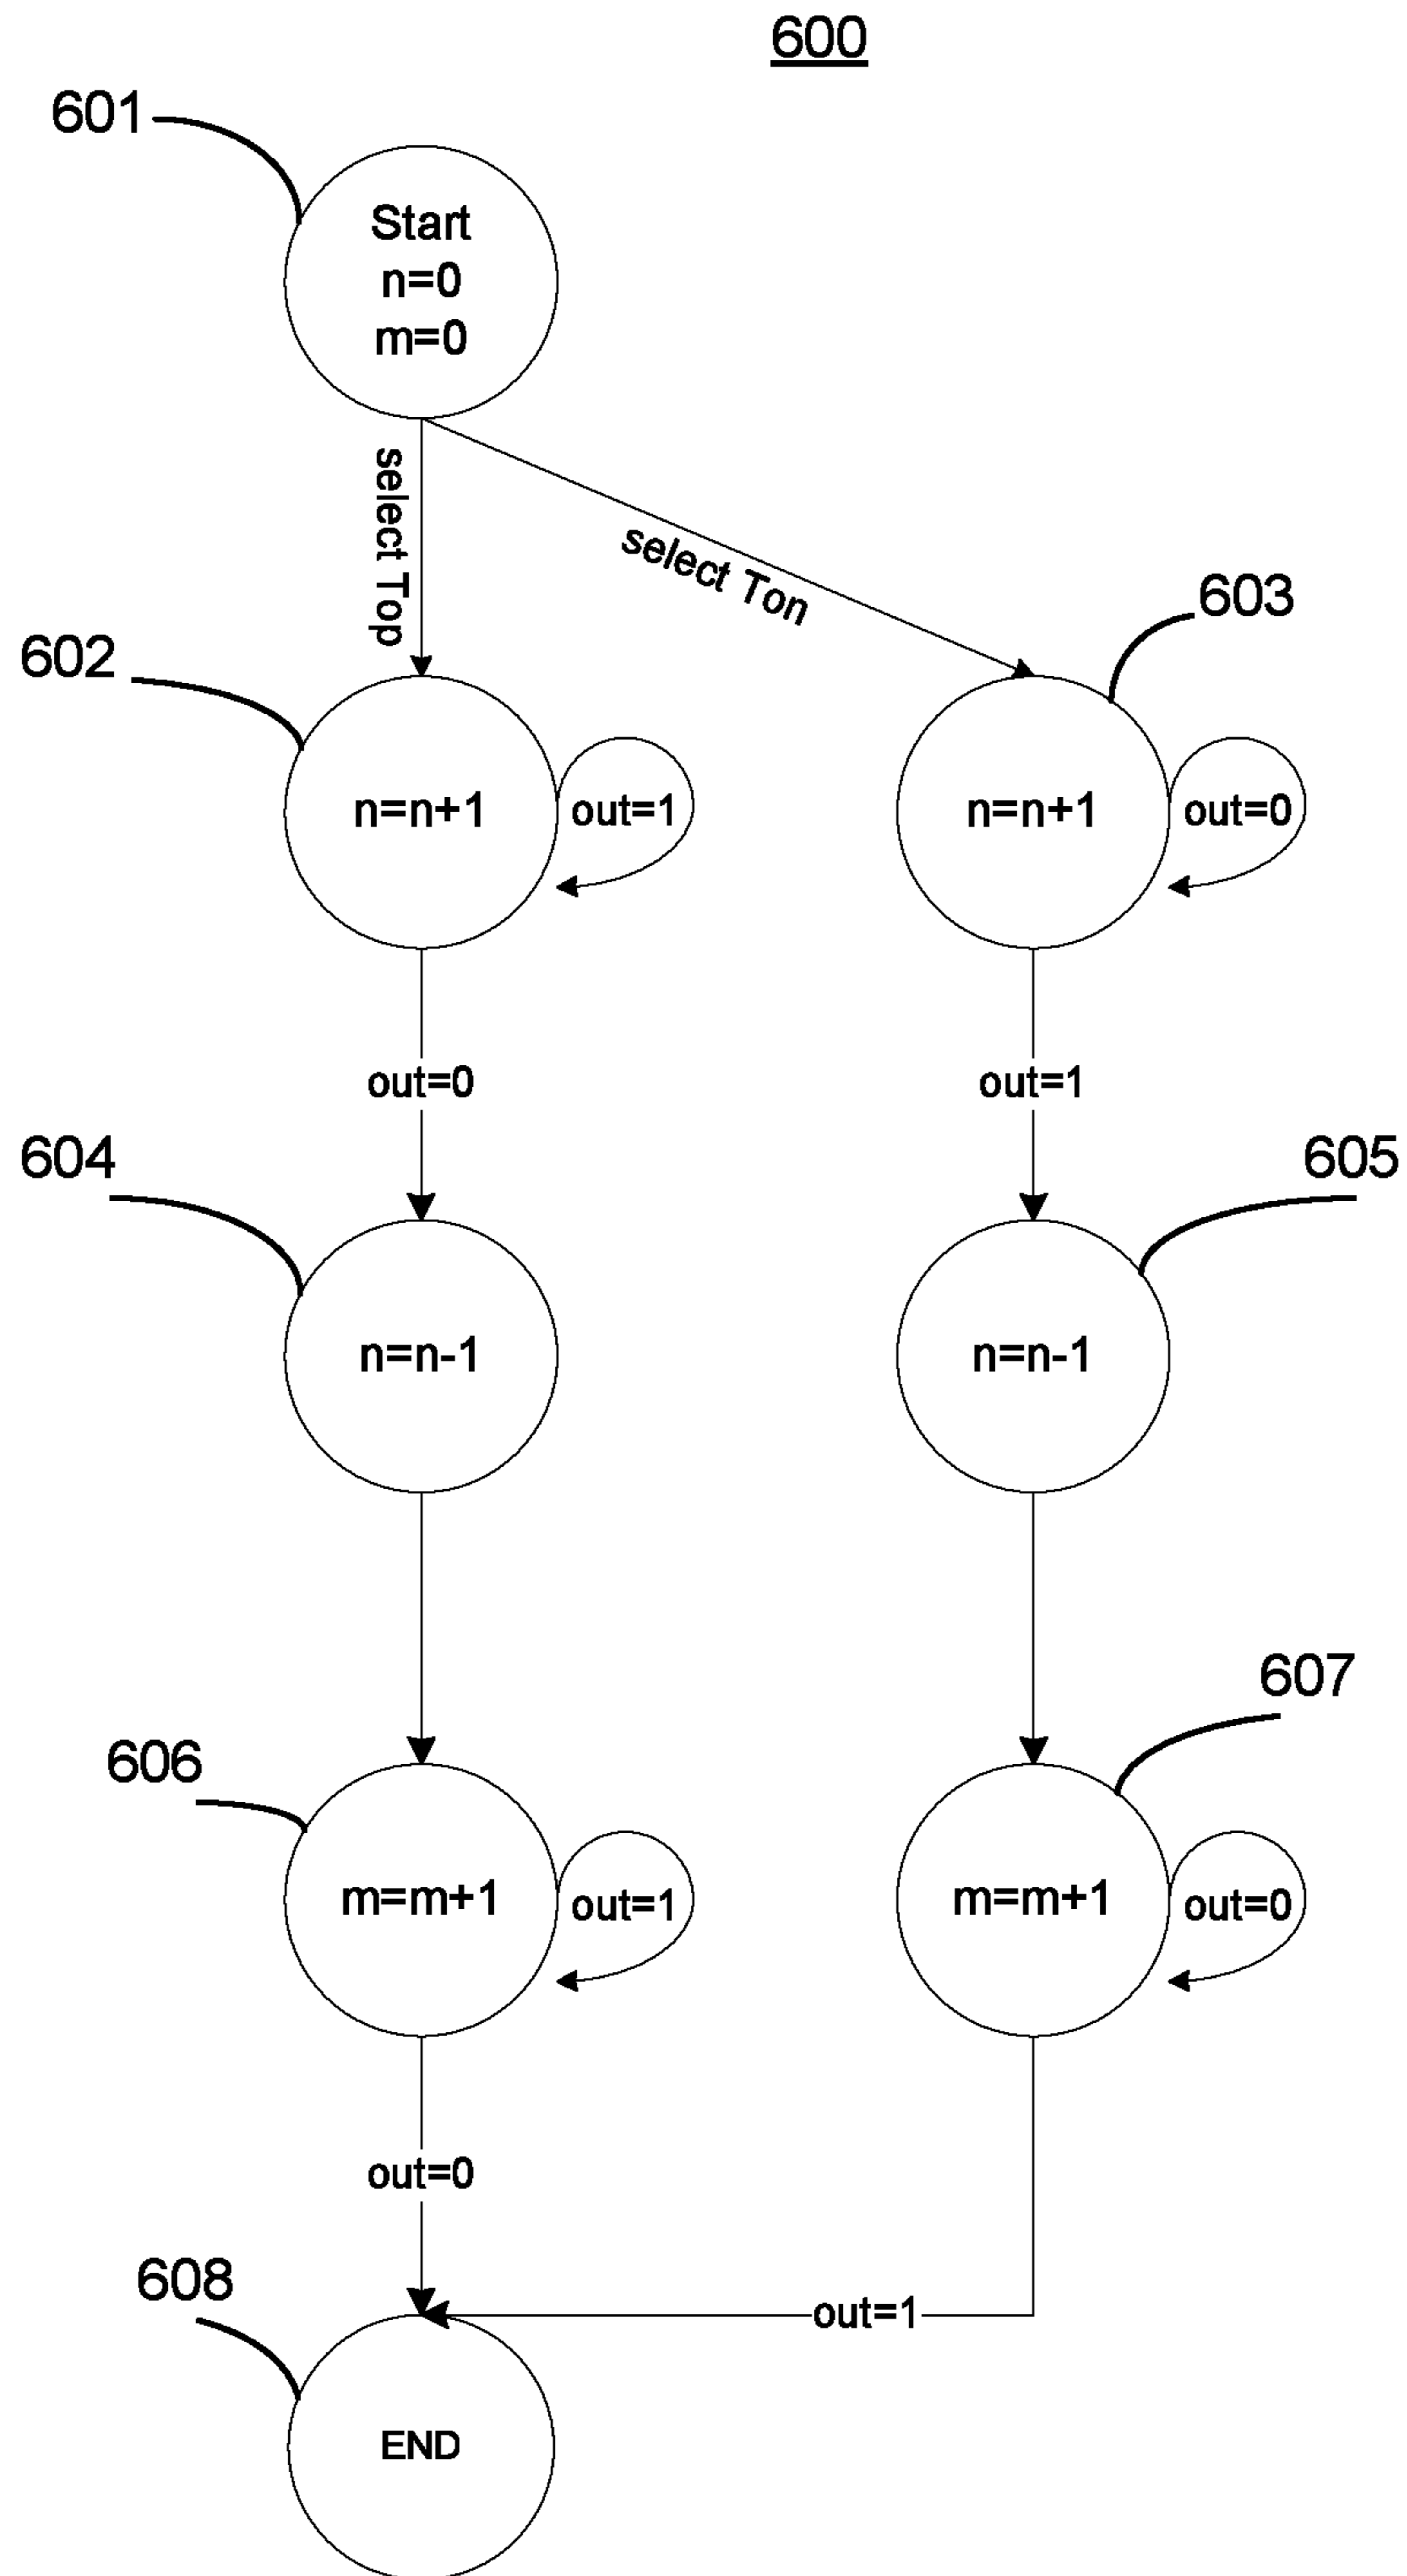 600
601
Start
n=0
m=0
select Top
select Ton
603
602
n=n+1
out=1
n=n+1
out=0
out=0
out=1
604
605
n=n-1
n=n-1
607
606
m=m+1
out=1
m=m+1
out=0
out=0
608
out=1
END